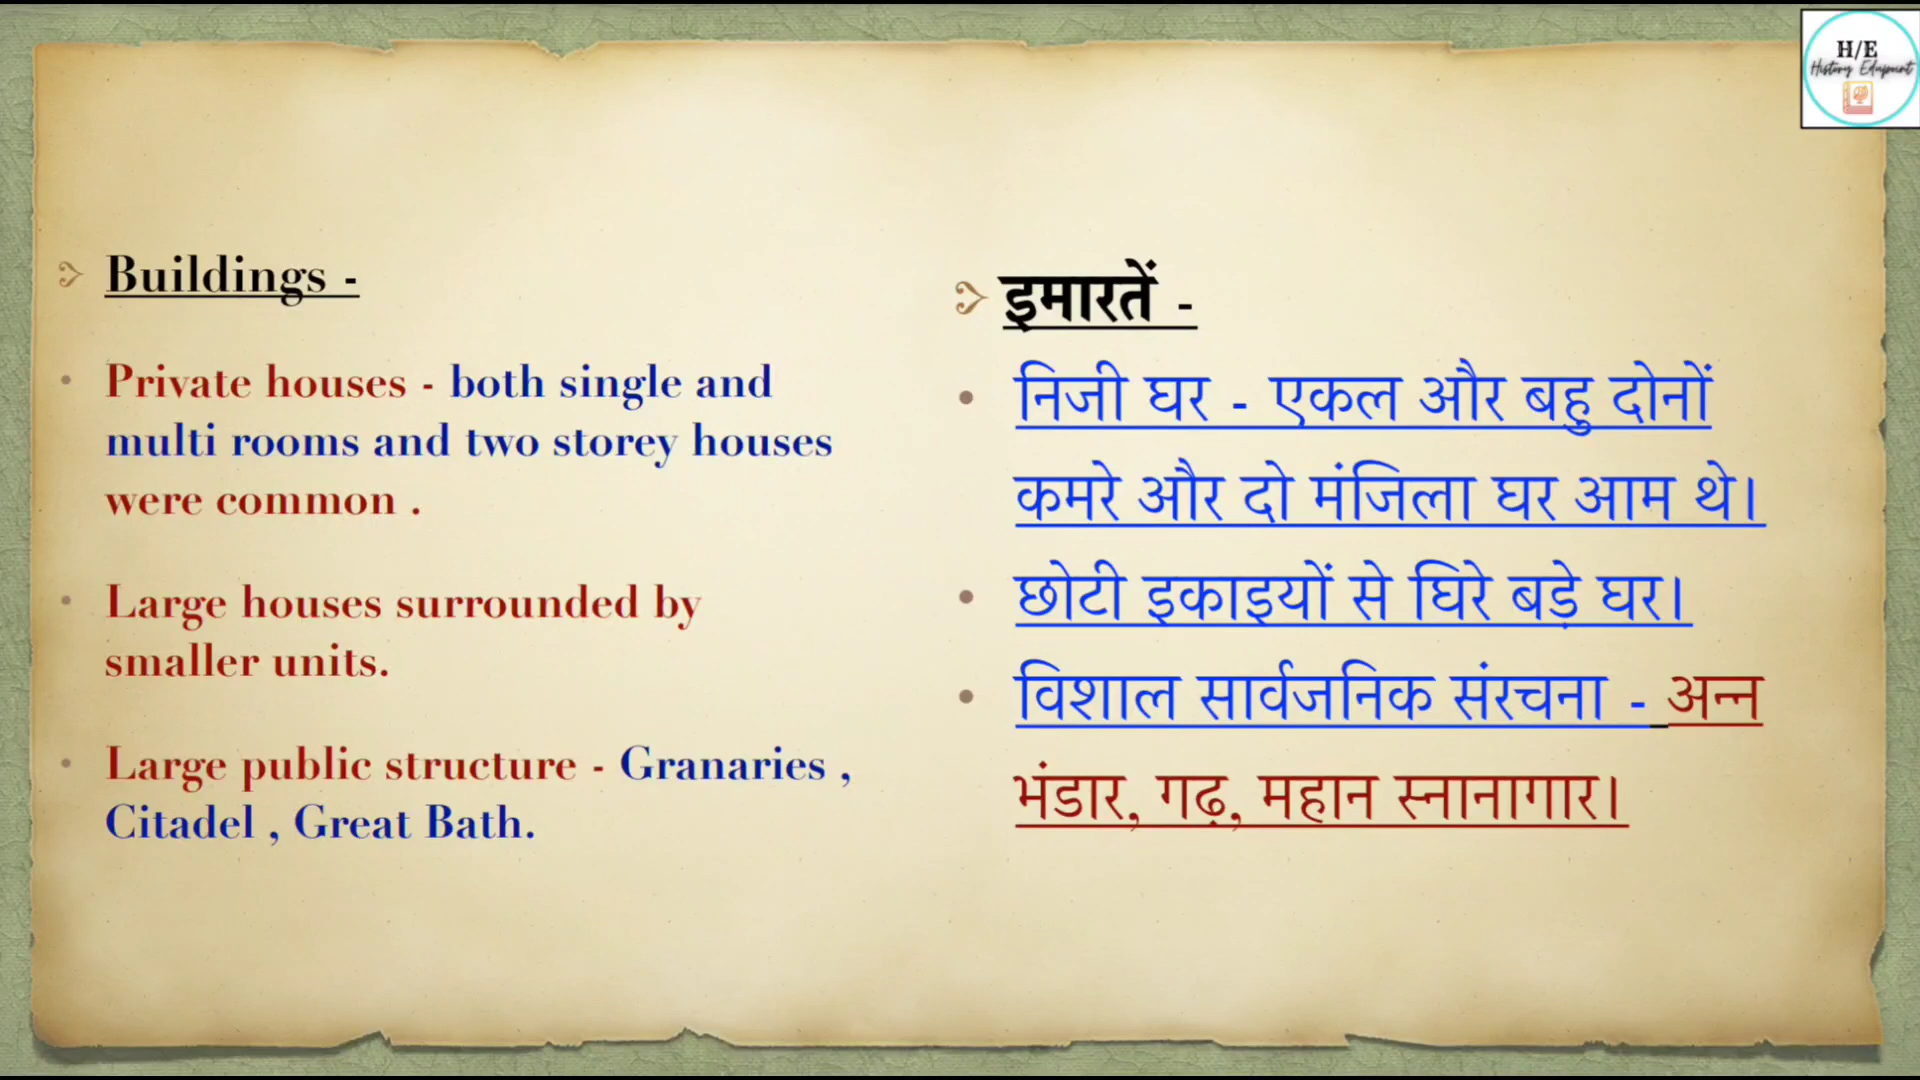 H/E
History Edupoint
Buildings -
Private houses - both single and
multi rooms and two storey houses
were common .
Large houses surrounded by
smaller units.
Large public structure - Granaries ,
Citadel , Great Bath.
इमारतें -
निजी घर - एकल और बहु दोनों
कमरे और दो मंजिला घर आम थे।
छोटी इकाइयों से घिरे बड़े घर।
विशाल सार्वजनिक संरचना - अन्न
भंडार, गढ़, महान स्नानागार।